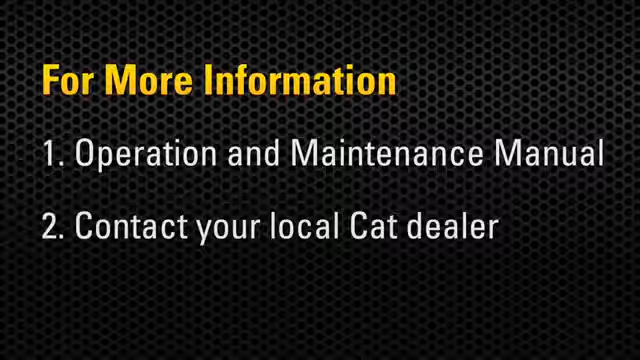 For More Information
1. Operation and Maintenance Manual
2. Contact your local Cat dealer